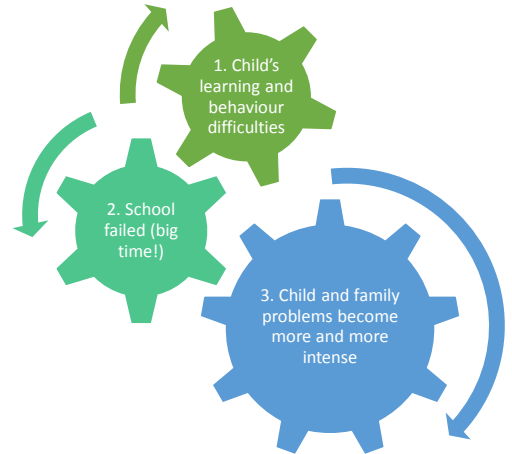 1. Child's
learning and
behaviour
difficulties
2. School
failed (big
time!)
3. Child and family
problems become
more and more
intense